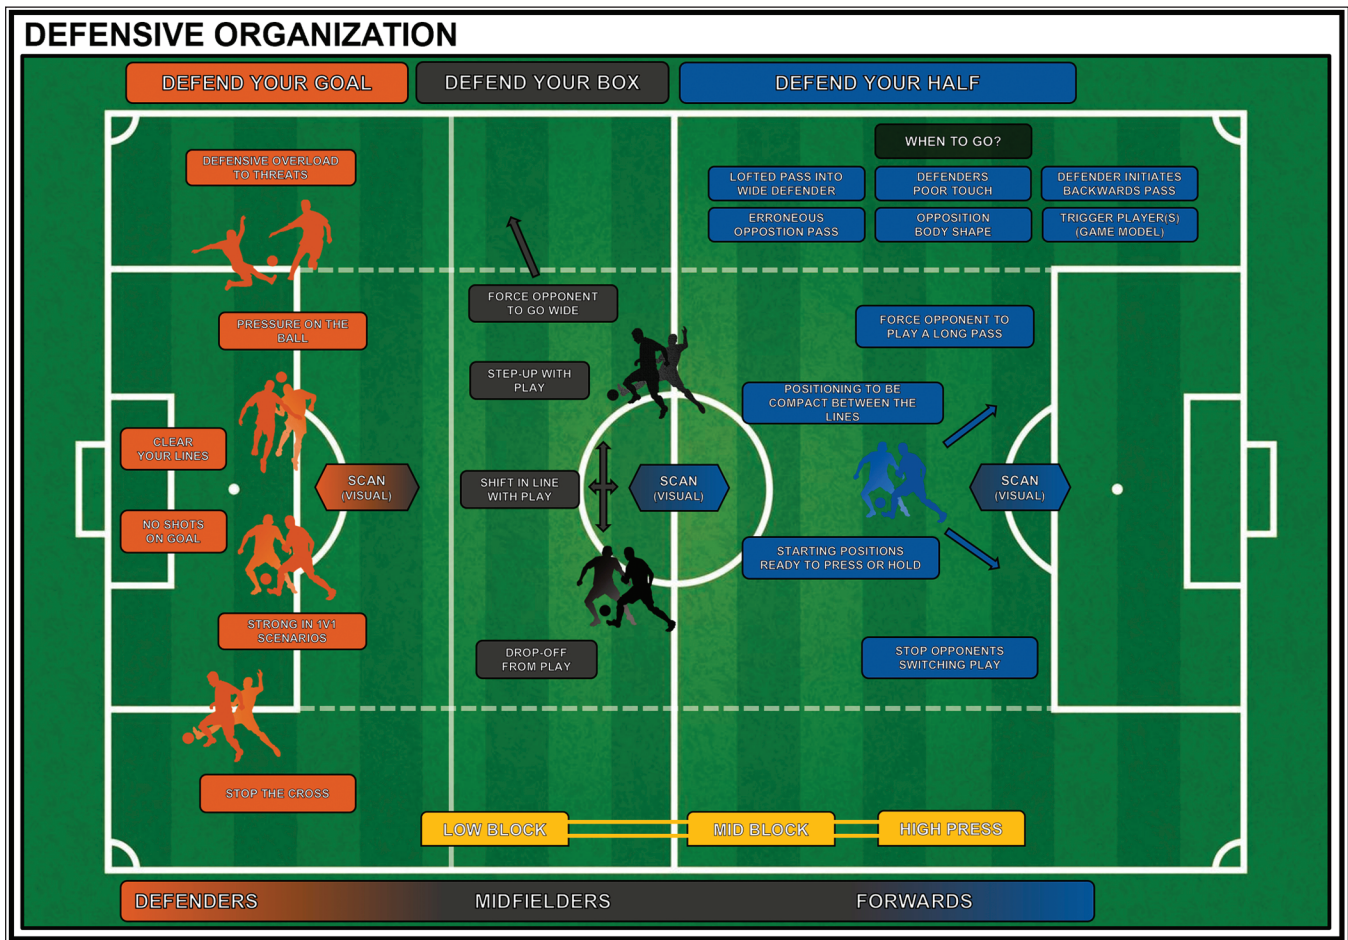 DEFENSIVE ORGANIZATION
DEFEND YOUR GOAL
DEFEND YOUR BOX
DEFEND YOUR HALF
DEFENSIVE OVERLOAD
TO THREATS
PRESSURE ON THE
BALL
CLEAR
YOUR LINES
SCAN
(VISUAL)
NO SHOTS
ON GOAL
STRONG IN 1V1
SCENARIOS
STOP THE CROSS
FORCE OPPONENT
TO GO WIDE
STEP-UP WITH
PLAY
SHIFT IN LINE
WITH PLAY
SCAN
(VISUAL)
DROP-OFF
FROM PLAY
WHEN TO GO?
LOFTED PASS INTO
WIDE DEFENDER
DEFENDERS
POOR TOUCH
DEFENDER INITIATES
BACKWARDS PASS
ERRONEOUS
OPPOSTION PASS
OPPOSITION
BODY SHAPE
TRIGGER PLAYER(S)
(GAME MODEL)
FORCE OPPONENT TO
PLAY A LONG PASS
POSITIONING TO BE
COMPACT BETWEEN THE
LINES
SCAN
(VISUAL)
STARTING POSITIONS
READY TO PRESS OR HOLD
STOP OPPONENTS
SWITCHING PLAY
LOW BLOCK
MID BLOCK
HIGH PRESS
DEFENDERS
MIDFIELDERS
FORWARDS